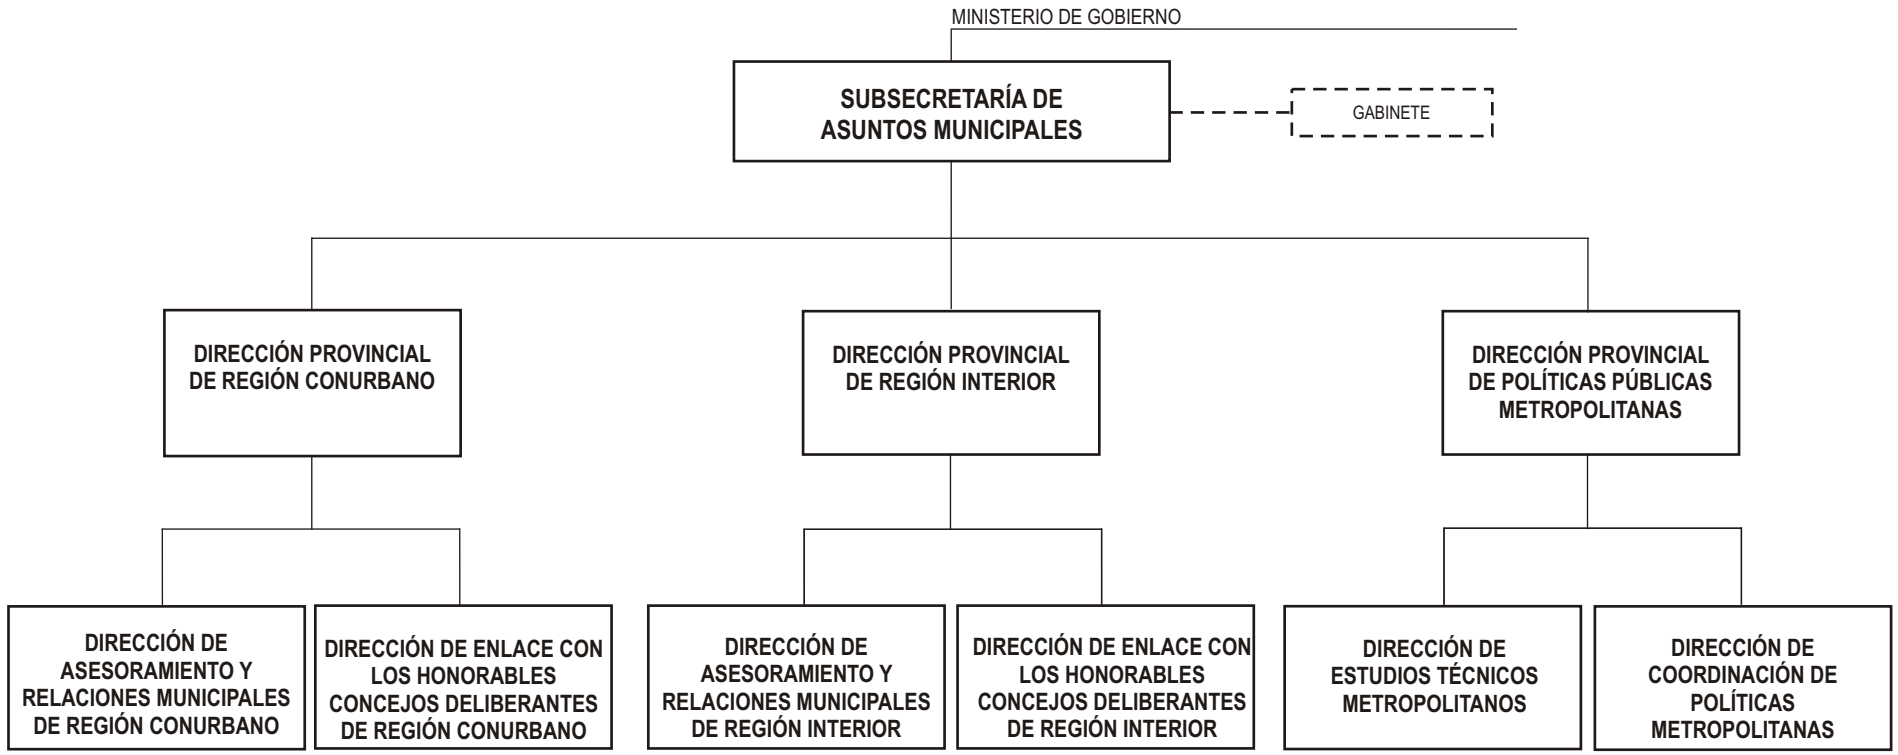 MINISTERIO DE GOBIERNO
SUBSECRETARÍA DE
ASUNTOS MUNICIPALES
GABINETE
DIRECCIÓN PROVINCIAL
DE REGIÓN CONURBANO
DIRECCIÓN PROVINCIAL
DE REGIÓN INTERIOR
DIRECCIÓN PROVINCIAL
DE POLÍTICAS PÚBLICAS
METROPOLITANAS
DIRECCIÓN DE
ASESORAMIENTO Y
RELACIONES MUNICIPALES
DE REGIÓN CONURBANO
DIRECCIÓN DE ENLACE CON
LOS HONORABLES
CONCEJOS DELIBERANTES
DE REGIÓN CONURBANO
DIRECCIÓN DE
ASESORAMIENTO Y
RELACIONES MUNICIPALES
DE REGIÓN INTERIOR
DIRECCIÓN DE ENLACE CON
LOS HONORABLES
CONCEJOS DELIBERANTES
DE REGIÓN INTERIOR
DIRECCIÓN DE
ESTUDIOS TÉCNICOS
METROPOLITANOS
DIRECCIÓN DE
COORDINACIÓN DE
POLÍTICAS
METROPOLITANAS